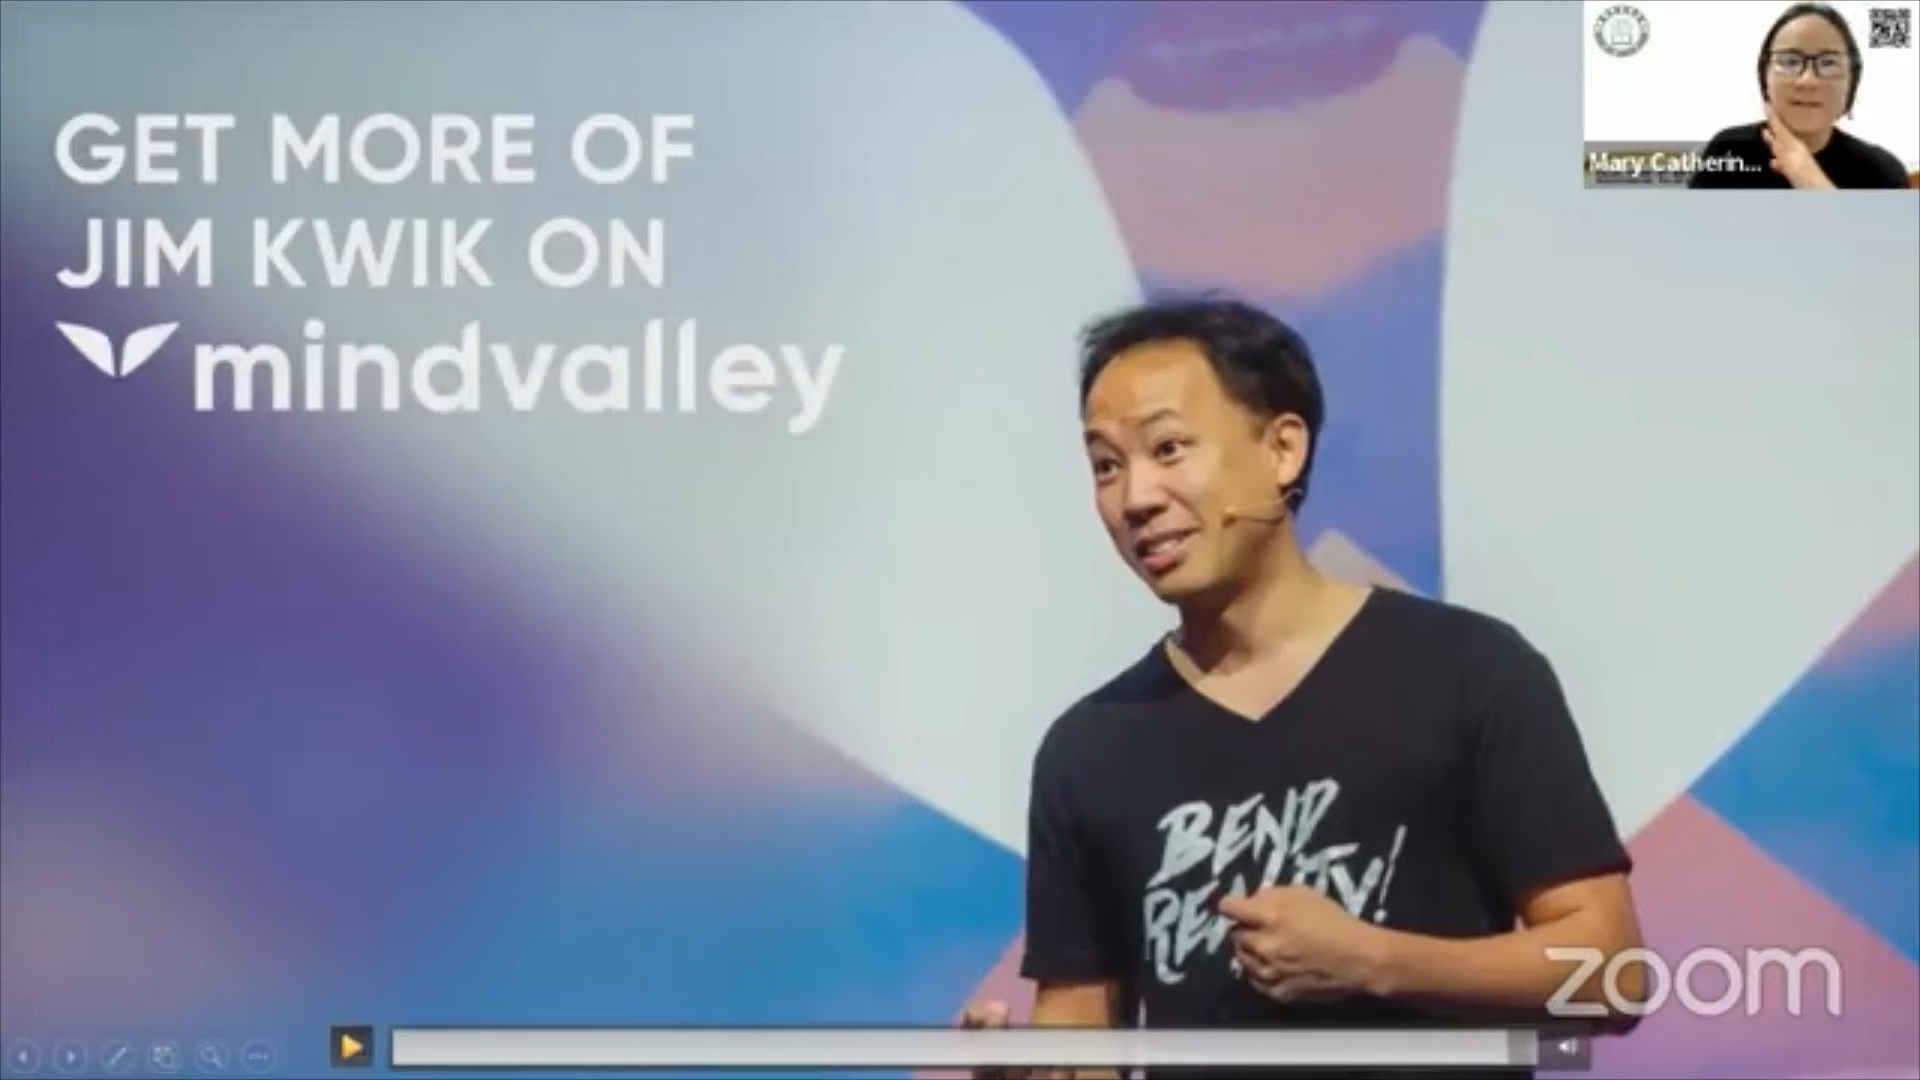 GET MORE OF
JIM KWIK ON
mindvalley
Mary Catherin...
BEND
REALITY!
zoom